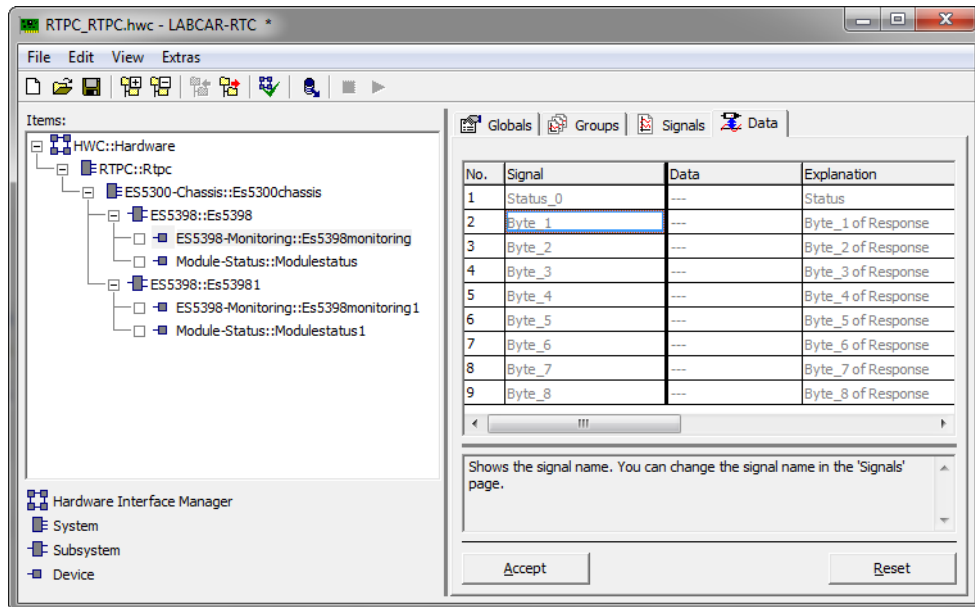 RTPC_RTPC.hwc - LABCAR-RTC *
File Edit View Extras
Items:
HWC::Hardware
RTPC::Rtpc
ES5300-Chassis::Es5300chassis
ES5398::Es5398
ES5398-Monitoring::Es5398monitoring
Module-Status::Modulestatus
ES5398::Es53981
ES5398-Monitoring::Es5398monitoring1
Module-Status::Modulestatus1
Hardware Interface Manager
System
Subsystem
Device
Globals Groups Signals Data
No. Signal Data Explanation
1 Status_0 --- Status
2 Byte_1 --- Byte_1 of Response
3 Byte_2 --- Byte_2 of Response
4 Byte_3 --- Byte_3 of Response
5 Byte_4 --- Byte_4 of Response
6 Byte_5 --- Byte_5 of Response
7 Byte_6 --- Byte_6 of Response
8 Byte_7 --- Byte_7 of Response
9 Byte_8 --- Byte_8 of Response
Shows the signal name. You can change the signal name in the 'Signals'
page.
Accept Reset